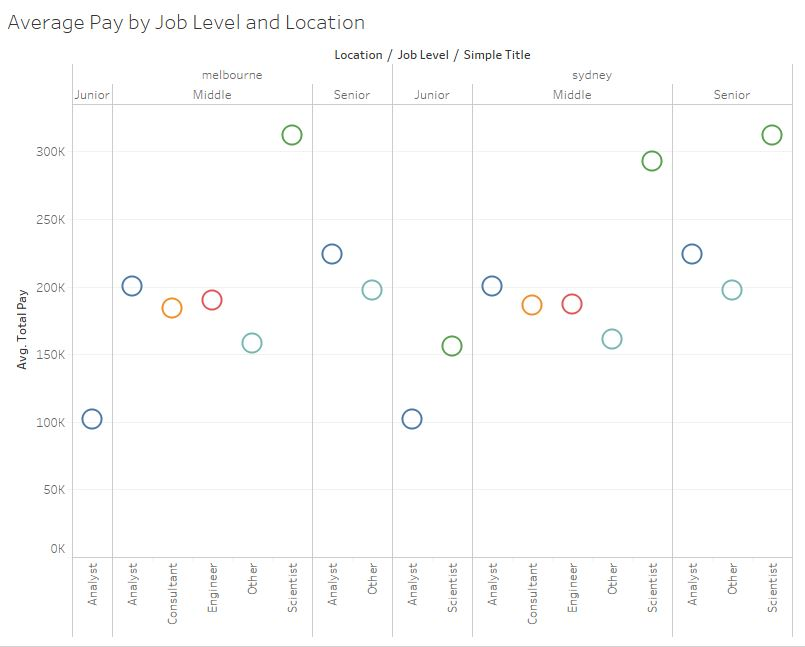 Average Pay by Job Level and Location
Location / Job Level / Simple Title
melbourne sydney
Junior Middle Senior Junior Middle Senior
300K
250K
200K
150K
100K
50K
0K
Avg. Total Pay
Analyst Analyst Consultant Engineer Other Scientist Analyst Other Analyst Scientist Analyst Consultant Engineer Other Scientist Analyst Other Scientist